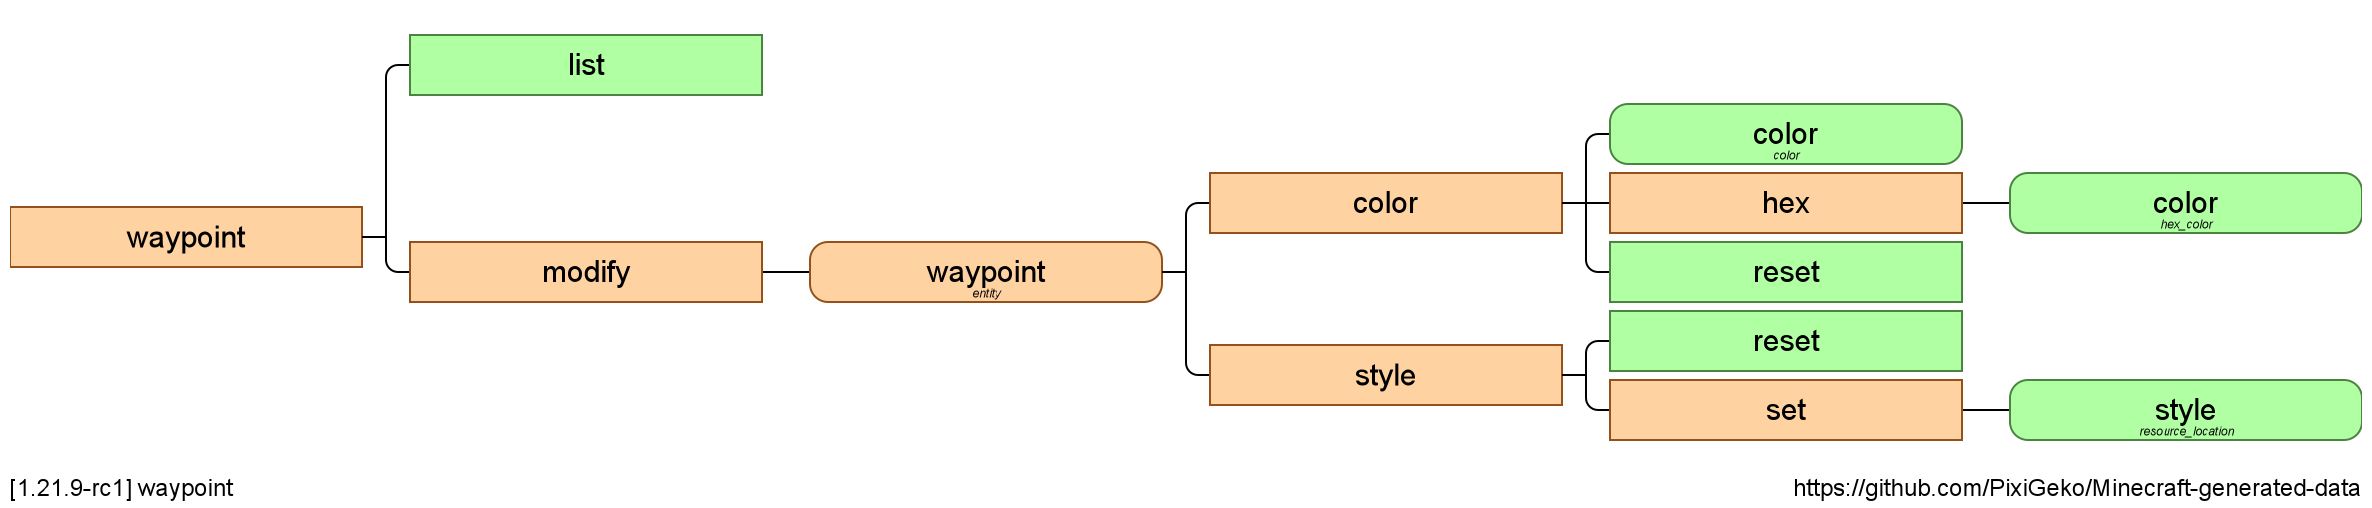 list
color
color
waypoint
modify
waypoint
entity
color
hex
color
hex_color
reset
style
reset
set
style
resource_location
[1.21.9-rc1] waypoint
https://github.com/PixiGeko/Minecraft-generated-data